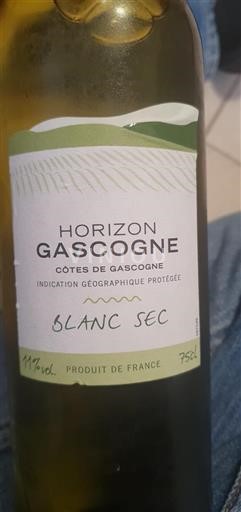 HORIZON
GASCOGNE
CÔTES DE GASCOGNE
INDICATION GÉOGRAPHIQUE PROTÉGÉE
BLANC SEC
11% vol. PRODUIT DE FRANCE 75cl